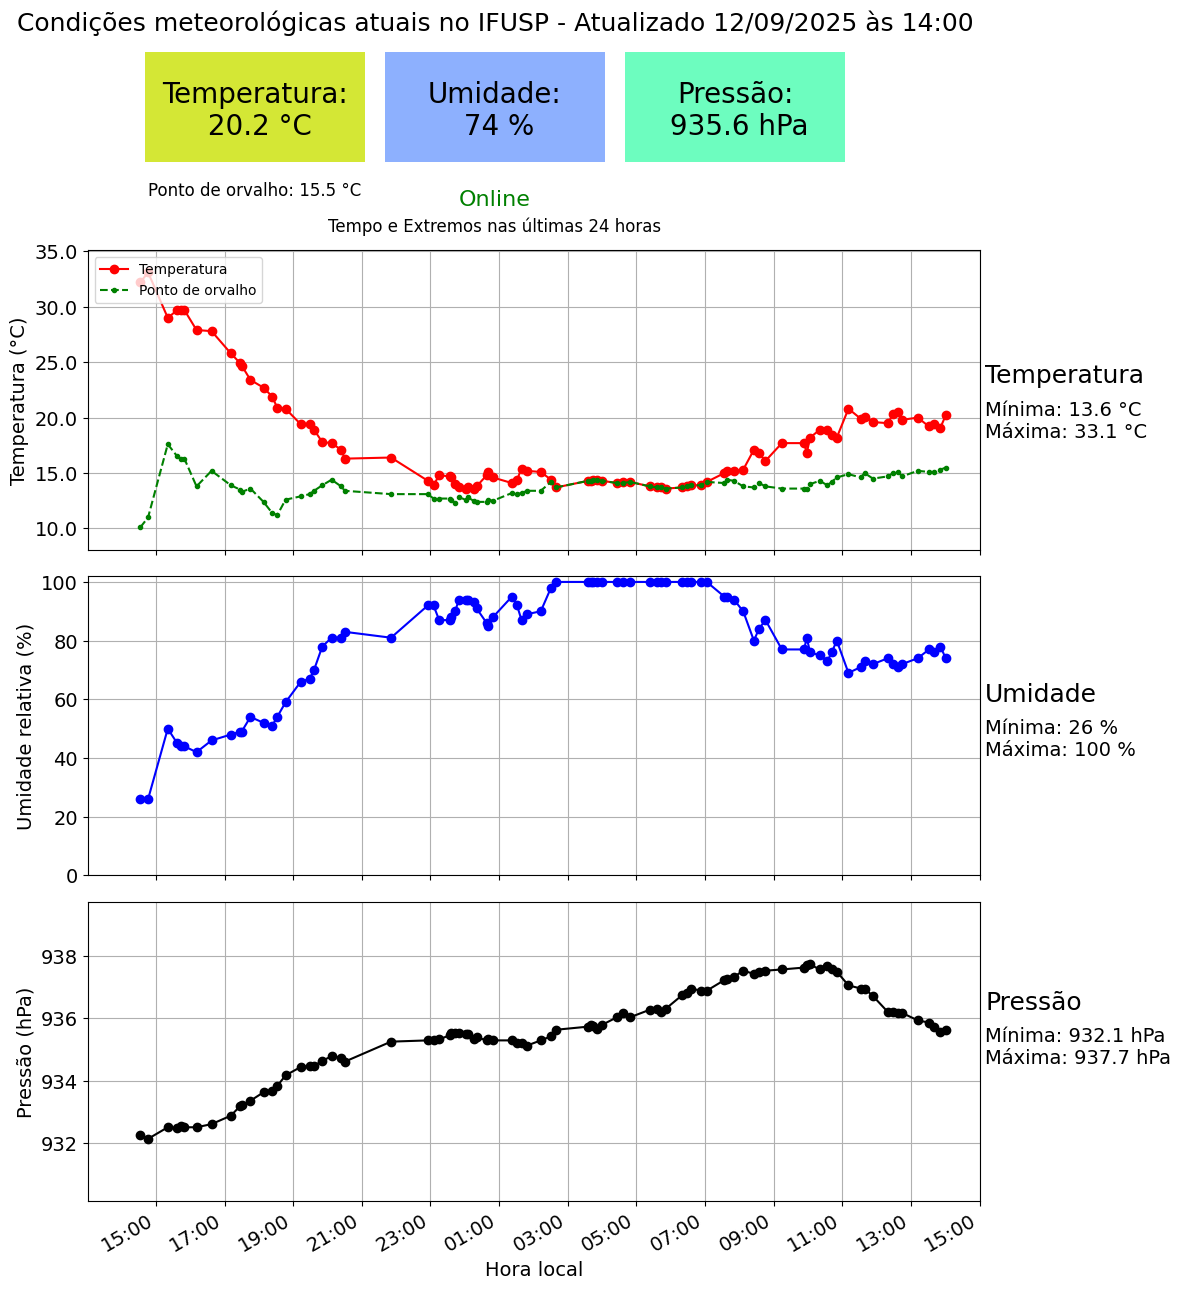 Condições meteorológicas atuais no IFUSP - Atualizado 12/09/2025 às 14:00
Temperatura:
20.2 °C
Umidade:
74 %
Pressão:
935.6 hPa
Ponto de orvalho: 15.5 °C
Online
Tempo e Extremos nas últimas 24 horas
35.0
30.0
25.0
20.0
15.0
10.0
Temperatura (°C)
Temperatura
Ponto de orvalho
Temperatura
Mínima: 13.6 °C
Máxima: 33.1 °C
100
80
60
40
20
0
Umidade relativa (%)
Umidade
Mínima: 26 %
Máxima: 100 %
938
936
934
932
Pressão (hPa)
Pressão
Mínima: 932.1 hPa
Máxima: 937.7 hPa
15:00 17:00 19:00 21:00 23:00 01:00 03:00 05:00 07:00 09:00 11:00 13:00 15:00
Hora local